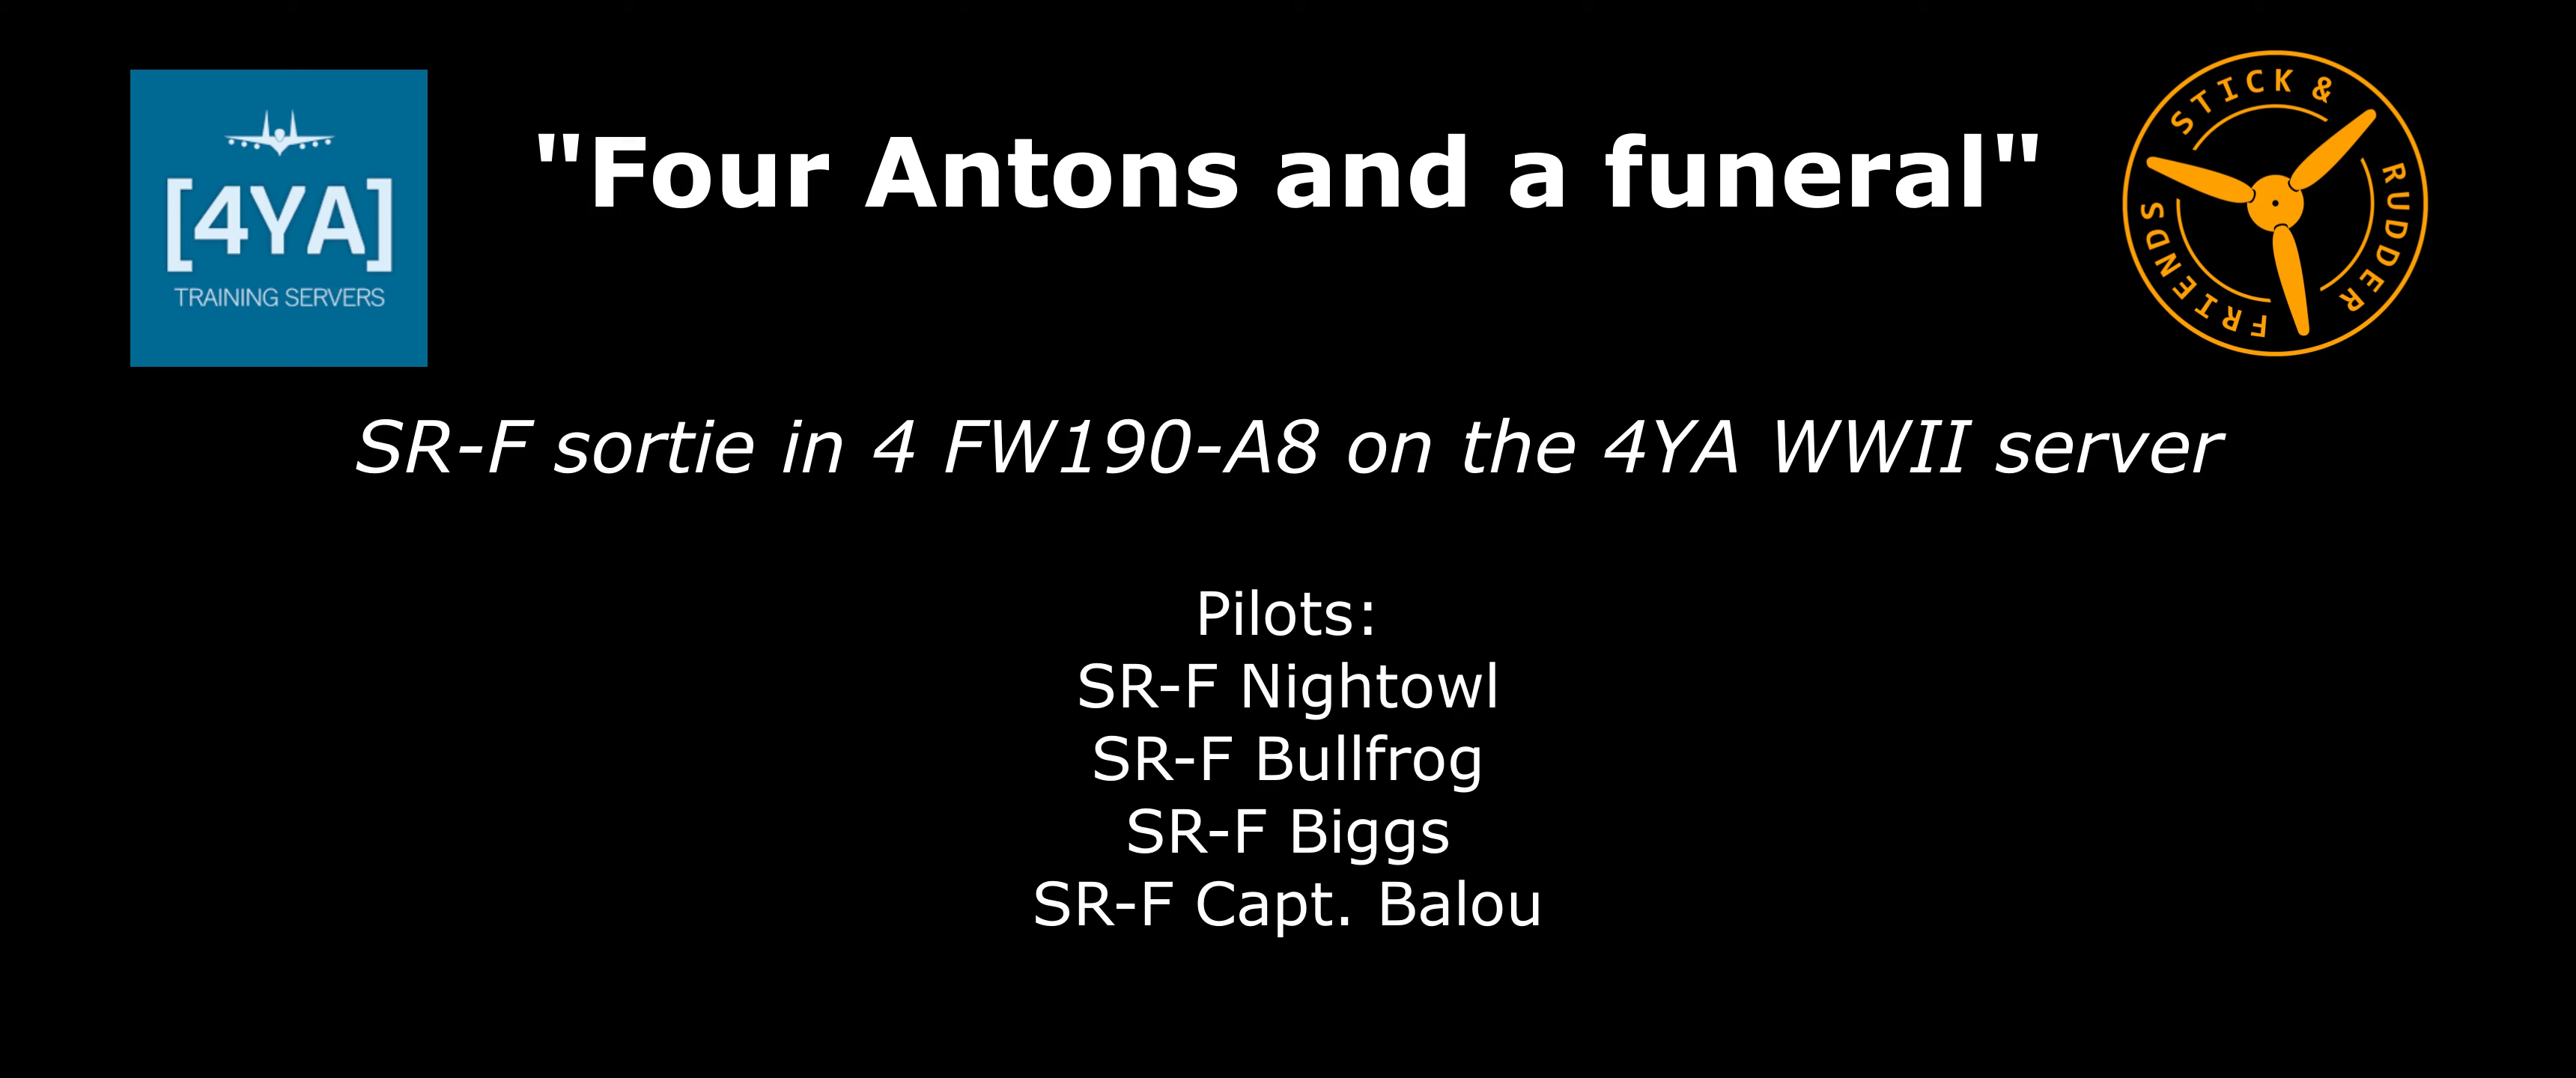 [4YA]
TRAINING SERVERS
"Four Antons and a funeral"
STICK & RUDDER FRIENDS
SR-F sortie in 4 FW190-A8 on the 4YA WWII server
Pilots:
SR-F Nightowl
SR-F Bullfrog
SR-F Biggs
SR-F Capt. Balou